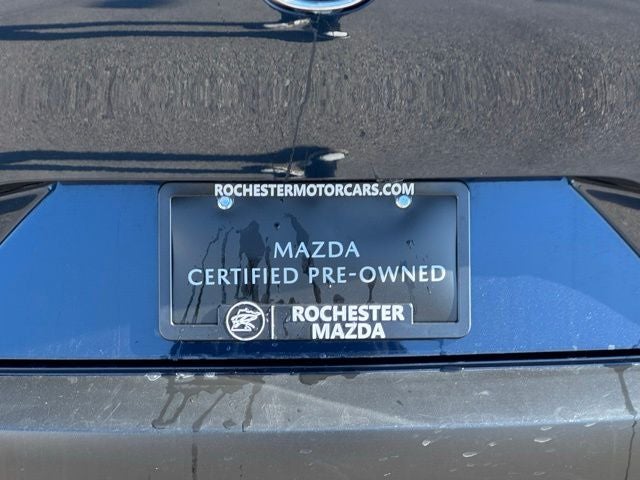 ROCHESTERMOTORCARS.COM
MAZDA
CERTIFIED PRE-OWNED
ROCHESTER
MAZDA